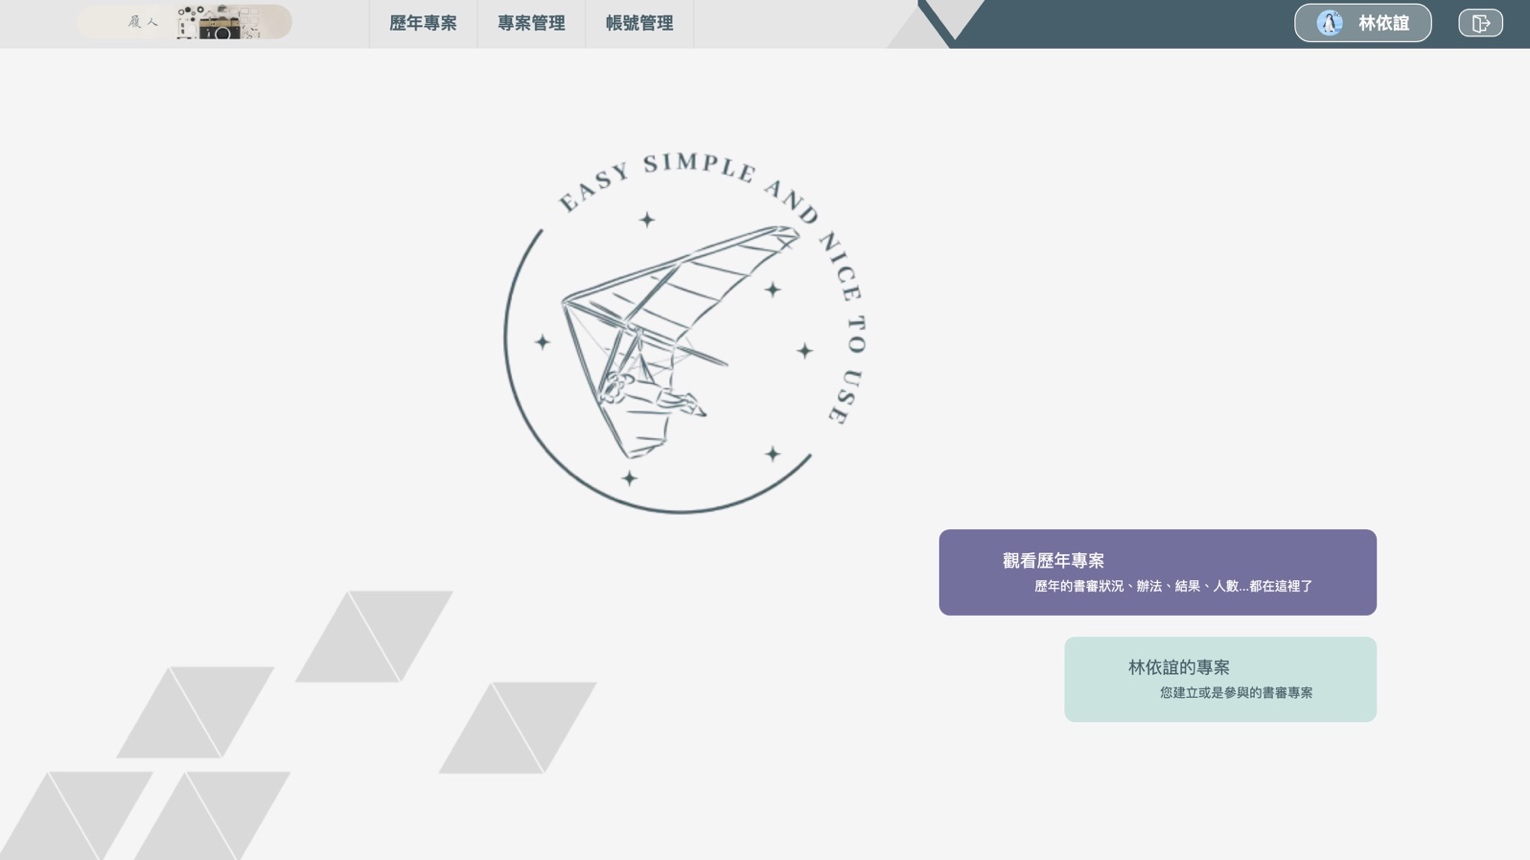 履人
歷年專案
專案管理
帳號管理
林依誼
EASY SIMPLE AND NICE TO USE
觀看歷年專案
歷年的書審狀況、辦法、結果、人數...都在這裡了
林依誼的專案
您建立或是參與的書審專案